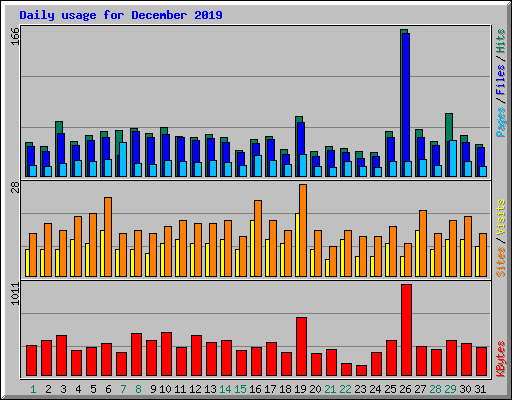 Daily usage for December 2019
166
Pages / Files / Hits
28
Sites / Visits
1011
KBytes
1 2 3 4 5 6 7 8 9 10 11 12 13 14 15 16 17 18 19 20 21 22 23 24 25 26 27 28 29 30 31